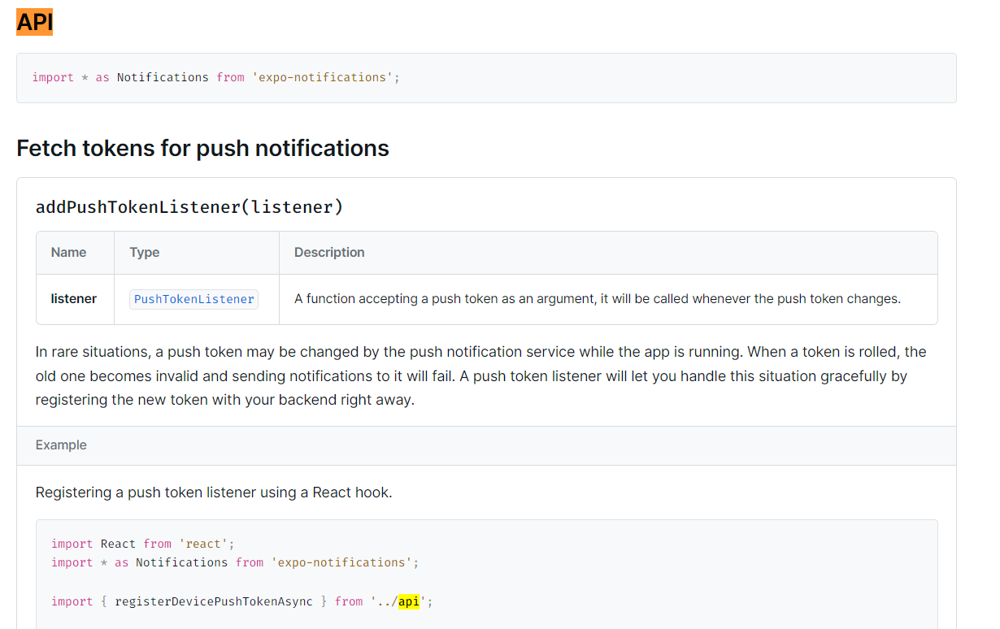 API
import * as Notifications from 'expo-notifications';
Fetch tokens for push notifications
addPushTokenListener(listener)
Name Type Description
listener PushTokenListener A function accepting a push token as an argument, it will be called whenever the push token changes.
In rare situations, a push token may be changed by the push notification service while the app is running. When a token is rolled, the
old one becomes invalid and sending notifications to it will fail. A push token listener will let you handle this situation gracefully by
registering the new token with your backend right away.
Example
Registering a push token listener using a React hook.
import React from 'react';
import * as Notifications from 'expo-notifications';
import { registerDevicePushTokenAsync } from '../api';